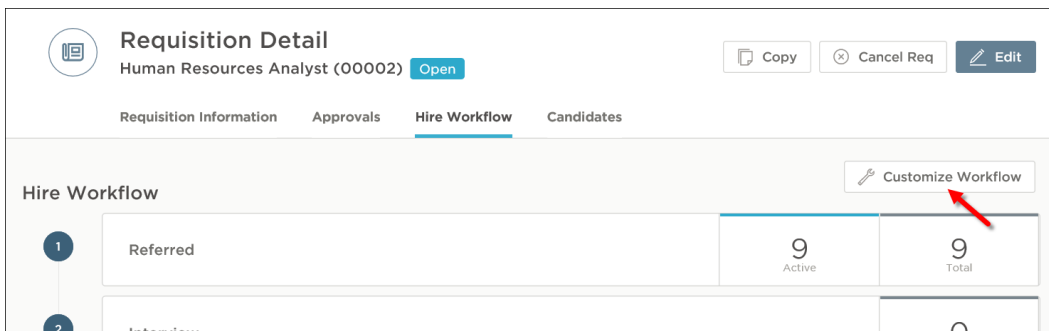 Requisition Detail
Human Resources Analyst (00002) Open
Copy
Cancel Req
Edit
Requisition Information Approvals Hire Workflow Candidates
Customize Workflow
Hire Workflow
1
Referred
9
Active
9
Total
2
Interview
0